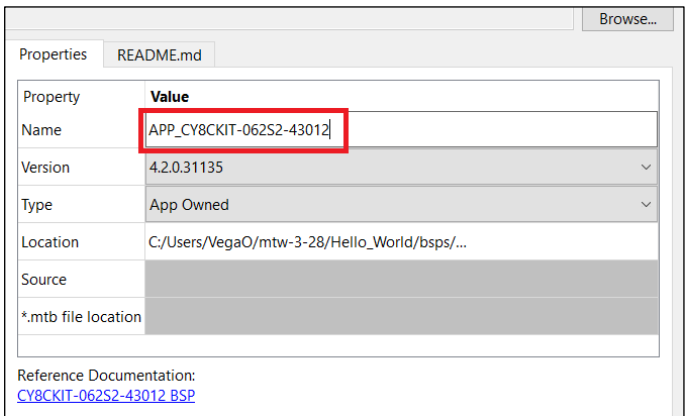 Browse...
Properties README.md
Property Value
Name APP_CY8CKIT-062S2-43012
Version 4.2.0.31135
Type App Owned
Location C:/Users/VegaO/mtw-3-28/Hello_World/bsps/...
Source
*.mtb file location
Reference Documentation:
CY8CKIT-062S2-43012 BSP